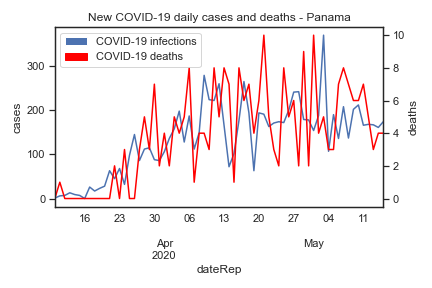 New COVID-19 daily cases and deaths - Panama
COVID-19 infections
COVID-19 deaths
cases
300
200
100
0
deaths
10
8
6
4
2
0
16 23 30 06 13 20 27 04 11
Apr May
2020
dateRep